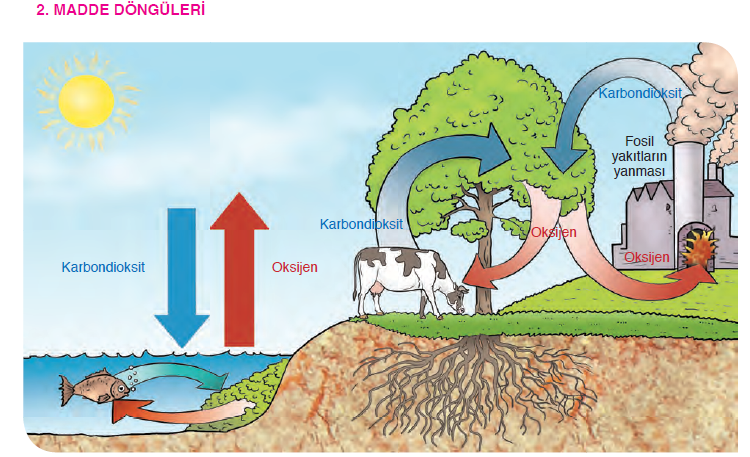 2. MADDE DÖNGÜLERİ
Karbondioksit
Fosil
yakıtların
yanması
Karbondioksit
Oksijen
Oksijen
Karbondioksit
Oksijen